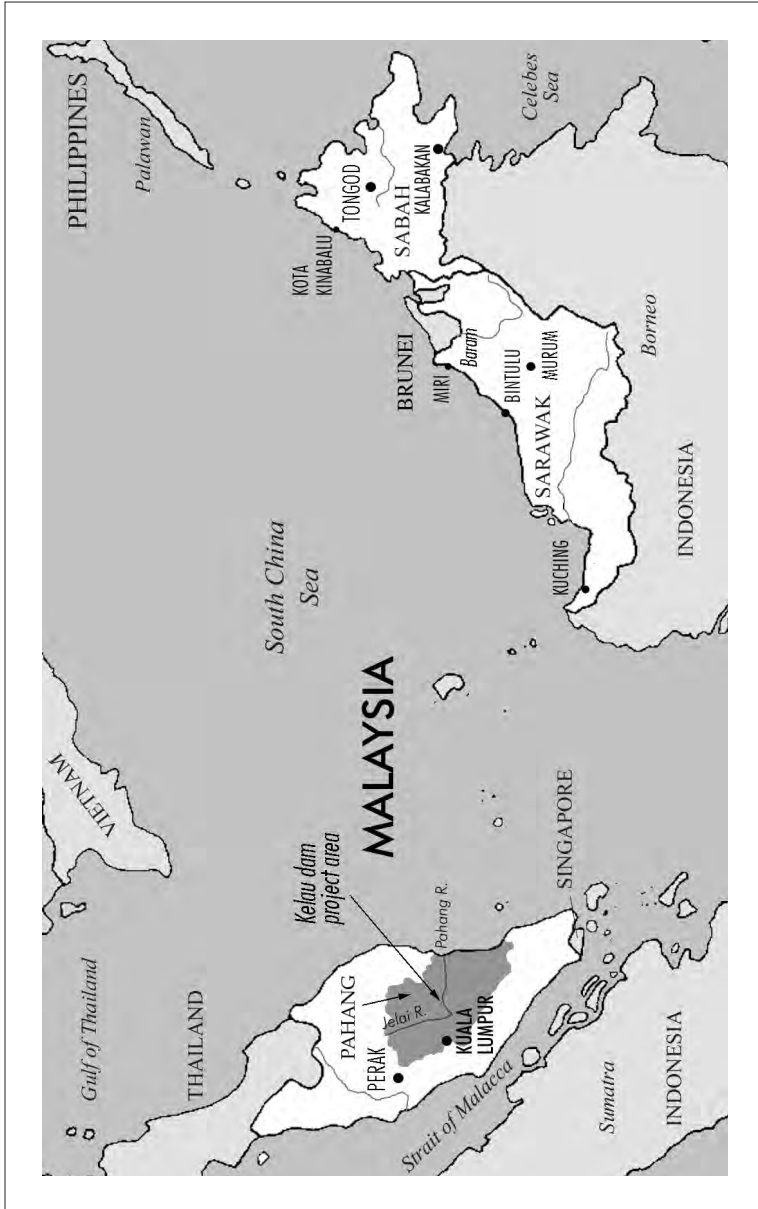 Gulf of Thailand
THAILAND
VIETNAM
South China
Sea
PHILIPPINES
Palawan
Celebes
Sea
MALAYSIA
Kelau dam
project area
PAHANG
Jelai R.
Pahang R.
PERAK
KUALA
LUMPUR
Strait of Malacca
SINGAPORE
Sumatra
INDONESIA
KOTA
KINABALU
TONGOD
SABAH
KALABAKAN
BRUNEI
MIRI
Baram
BINTULU
MURUM
SARAWAK
KUCHING
Borneo
INDONESIA